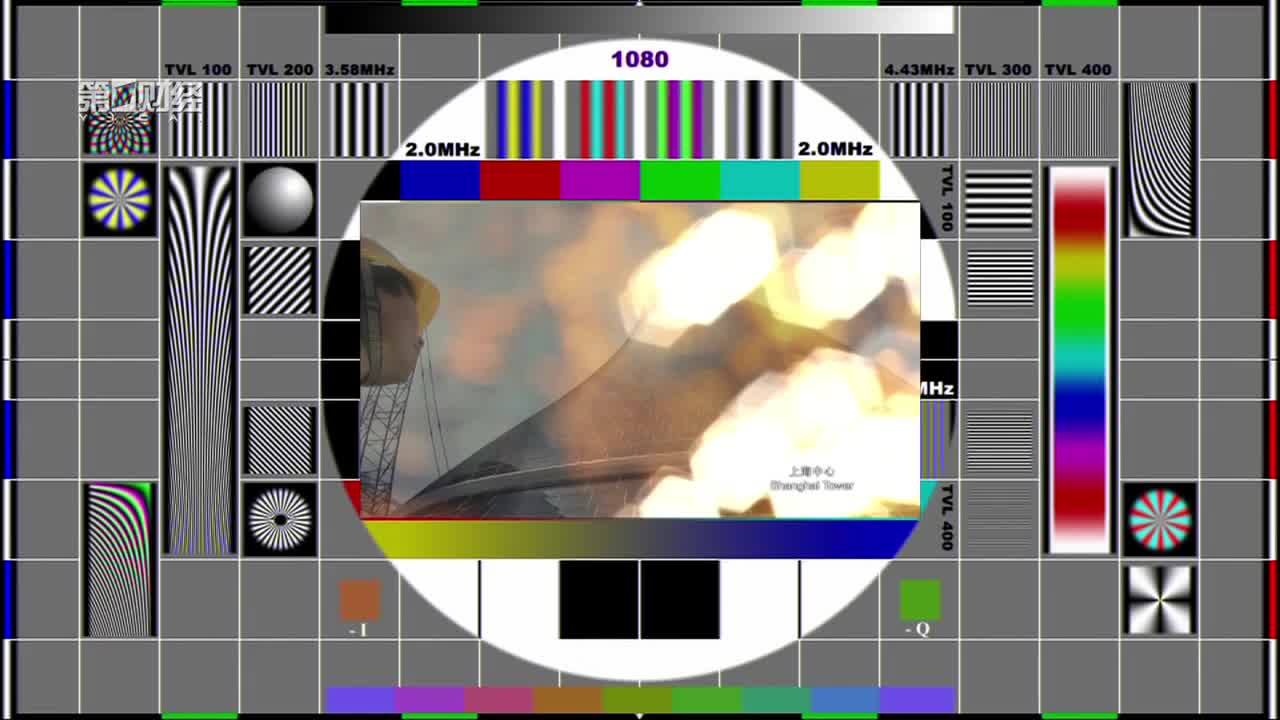 1080
TVL 100
TVL 200
3.58MHz
4.43MHz
TVL 300
TVL 400
第一财经
YICAI
2.0MHz
2.0MHz
TVL 100
MHz
上海中心
Shanghai Tower
TVL 400
- I
- Q